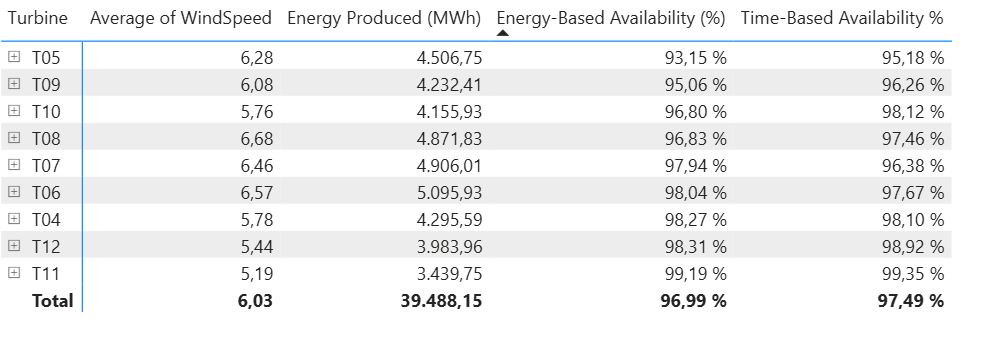 Turbine Average of WindSpeed Energy Produced (MWh) Energy-Based Availability (%) Time-Based Availability %
T05 6,28 4.506,75 93,15 % 95,18 %
T09 6,08 4.232,41 95,06 % 96,26 %
T10 5,76 4.155,93 96,80 % 98,12 %
T08 6,68 4.871,83 96,83 % 97,46 %
T07 6,46 4.906,01 97,94 % 96,38 %
T06 6,57 5.095,93 98,04 % 97,67 %
T04 5,78 4.295,59 98,27 % 98,10 %
T12 5,44 3.983,96 98,31 % 98,92 %
T11 5,19 3.439,75 99,19 % 99,35 %
Total 6,03 39.488,15 96,99 % 97,49 %